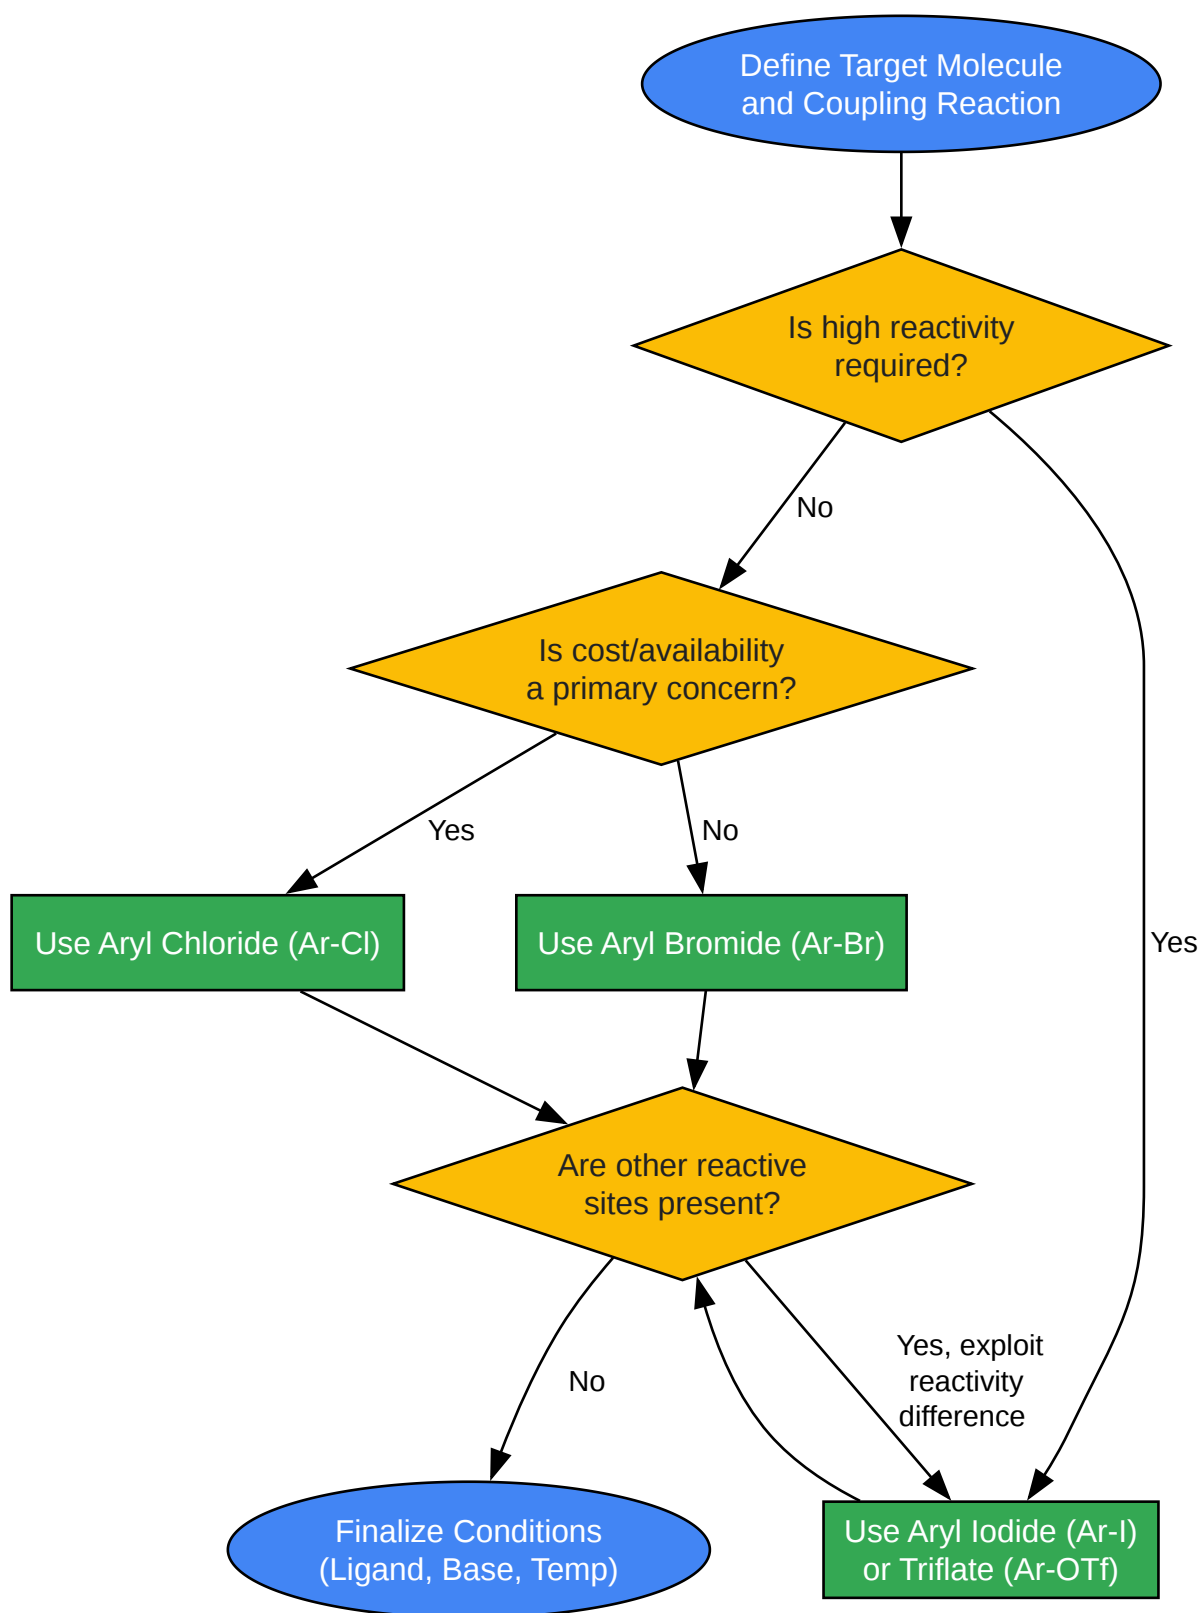 Define Target Molecule
and Coupling Reaction
Is high reactivity
required?
No
Is cost/availability
a primary concern?
Yes
No
Use Aryl Chloride (Ar-Cl)
Use Aryl Bromide (Ar-Br)
Yes
Are other reactive
sites present?
No
Yes, exploit
reactivity
difference
Finalize Conditions
(Ligand, Base, Temp)
Use Aryl Iodide (Ar-I)
or Triflate (Ar-OTf)